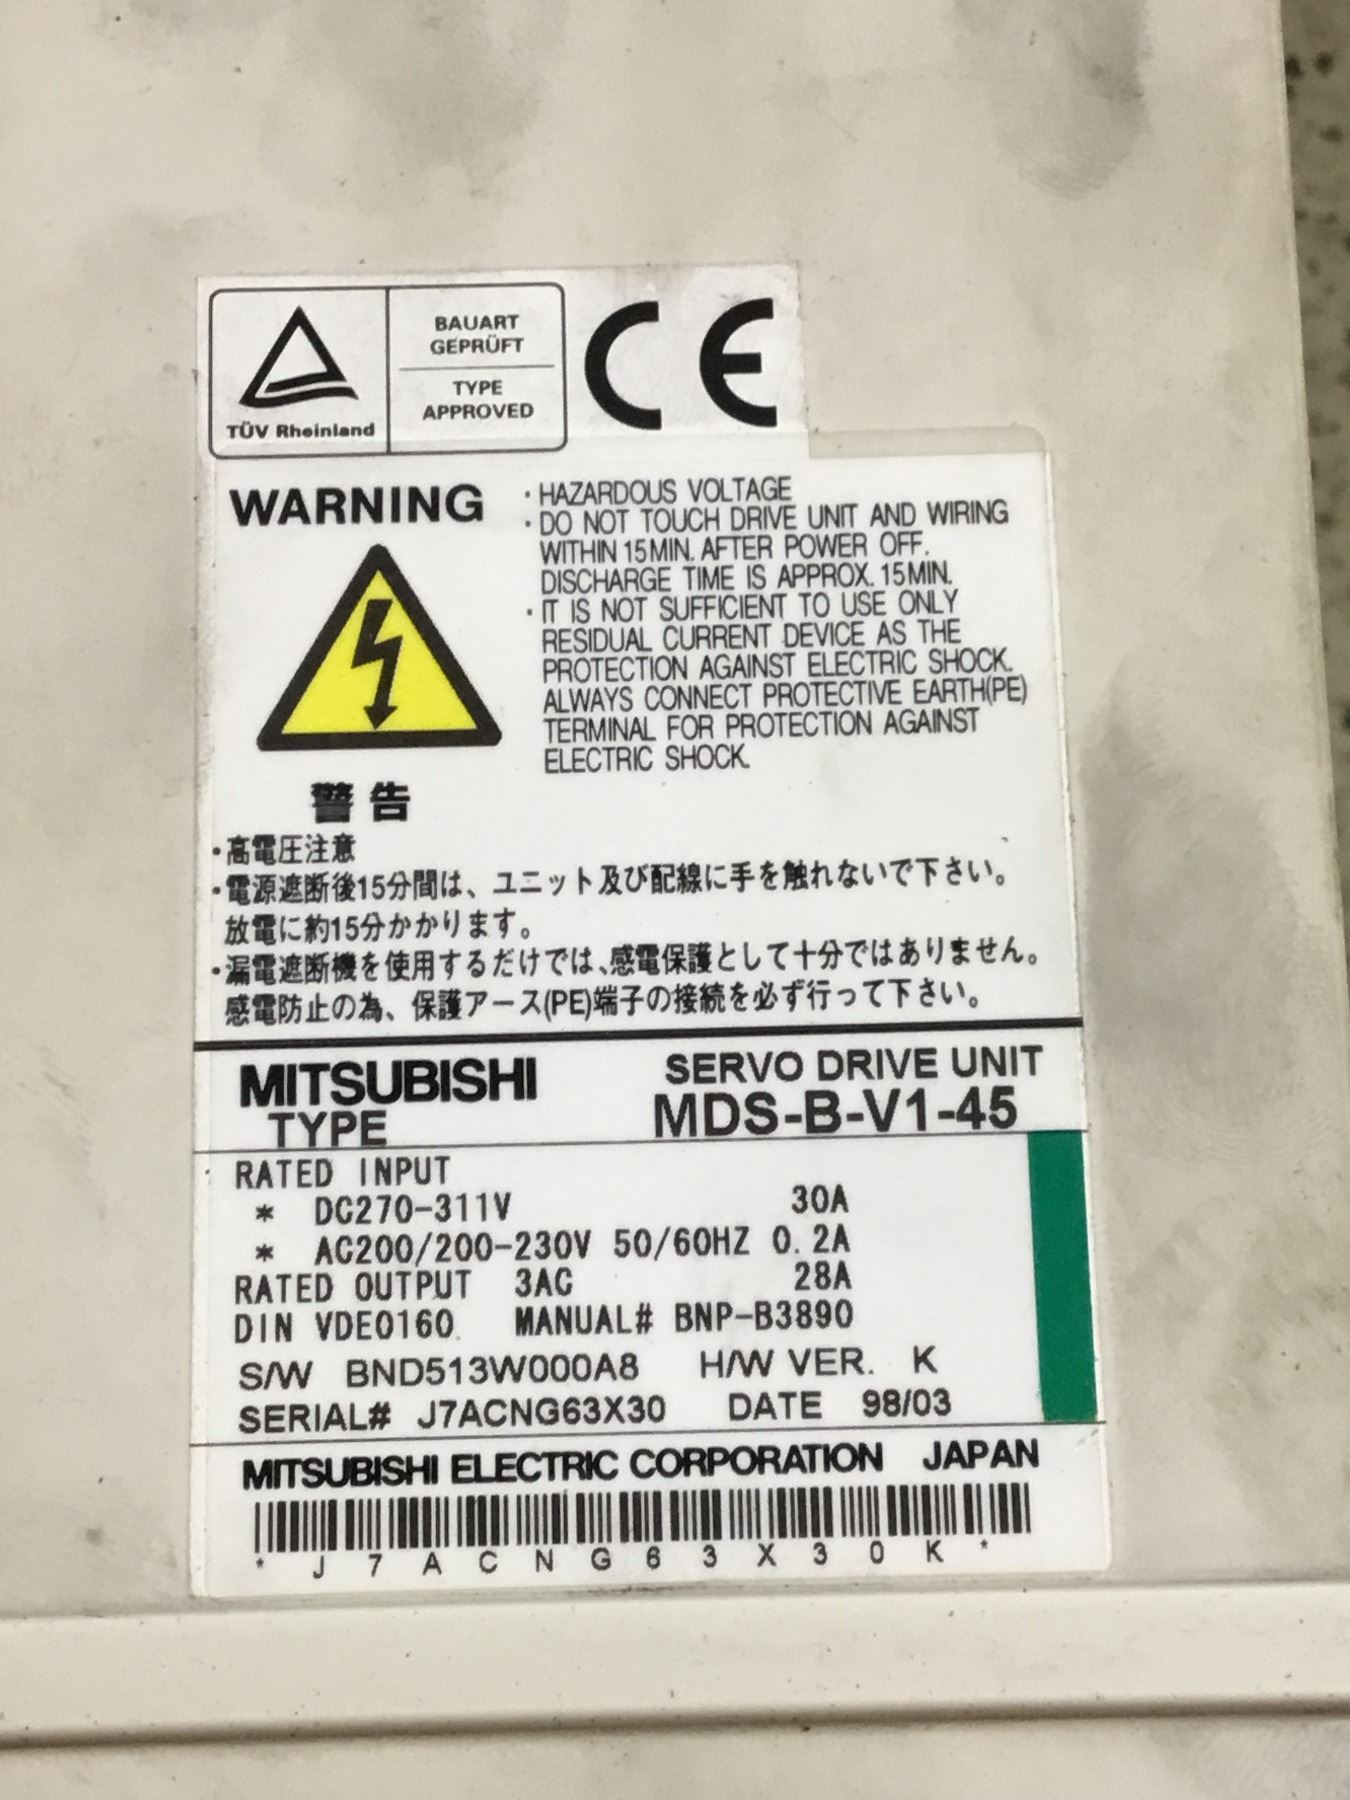 TÜV Rheinland
BAUART
GEPRÜFT
TYPE
APPROVED
CE
WARNING
・HAZARDOUS VOLTAGE
・DO NOT TOUCH DRIVE UNIT AND WIRING
WITHIN 15MIN. AFTER POWER OFF.
DISCHARGE TIME IS APPROX. 15MIN.
・IT IS NOT SUFFICIENT TO USE ONLY
RESIDUAL CURRENT DEVICE AS THE
PROTECTION AGAINST ELECTRIC SHOCK.
ALWAYS CONNECT PROTECTIVE EARTH(PE)
TERMINAL FOR PROTECTION AGAINST
ELECTRIC SHOCK.
警告
・高電圧注意
・電源遮断後15分間は、ユニット及び配線に手を触れないで下さい。
放電に約15分かかります。
・漏電遮断機を使用するだけでは、感電保護として十分ではありません。
感電防止の為、保護アース(PE)端子の接続を必ず行って下さい。
MITSUBISHI SERVO DRIVE UNIT
TYPE MDS-B-V1-45
RATED INPUT
* DC270-311V 30A
* AC200/200-230V 50/60HZ 0.2A
RATED OUTPUT 3AC 28A
DIN VDE0160 MANUAL# BNP-B3890
S/W BND513W000A8 H/W VER. K
SERIAL# J7ACNG63X30 DATE 98/03
MITSUBISHI ELECTRIC CORPORATION JAPAN
* J 7 A C N G 6 3 X 3 0 K *